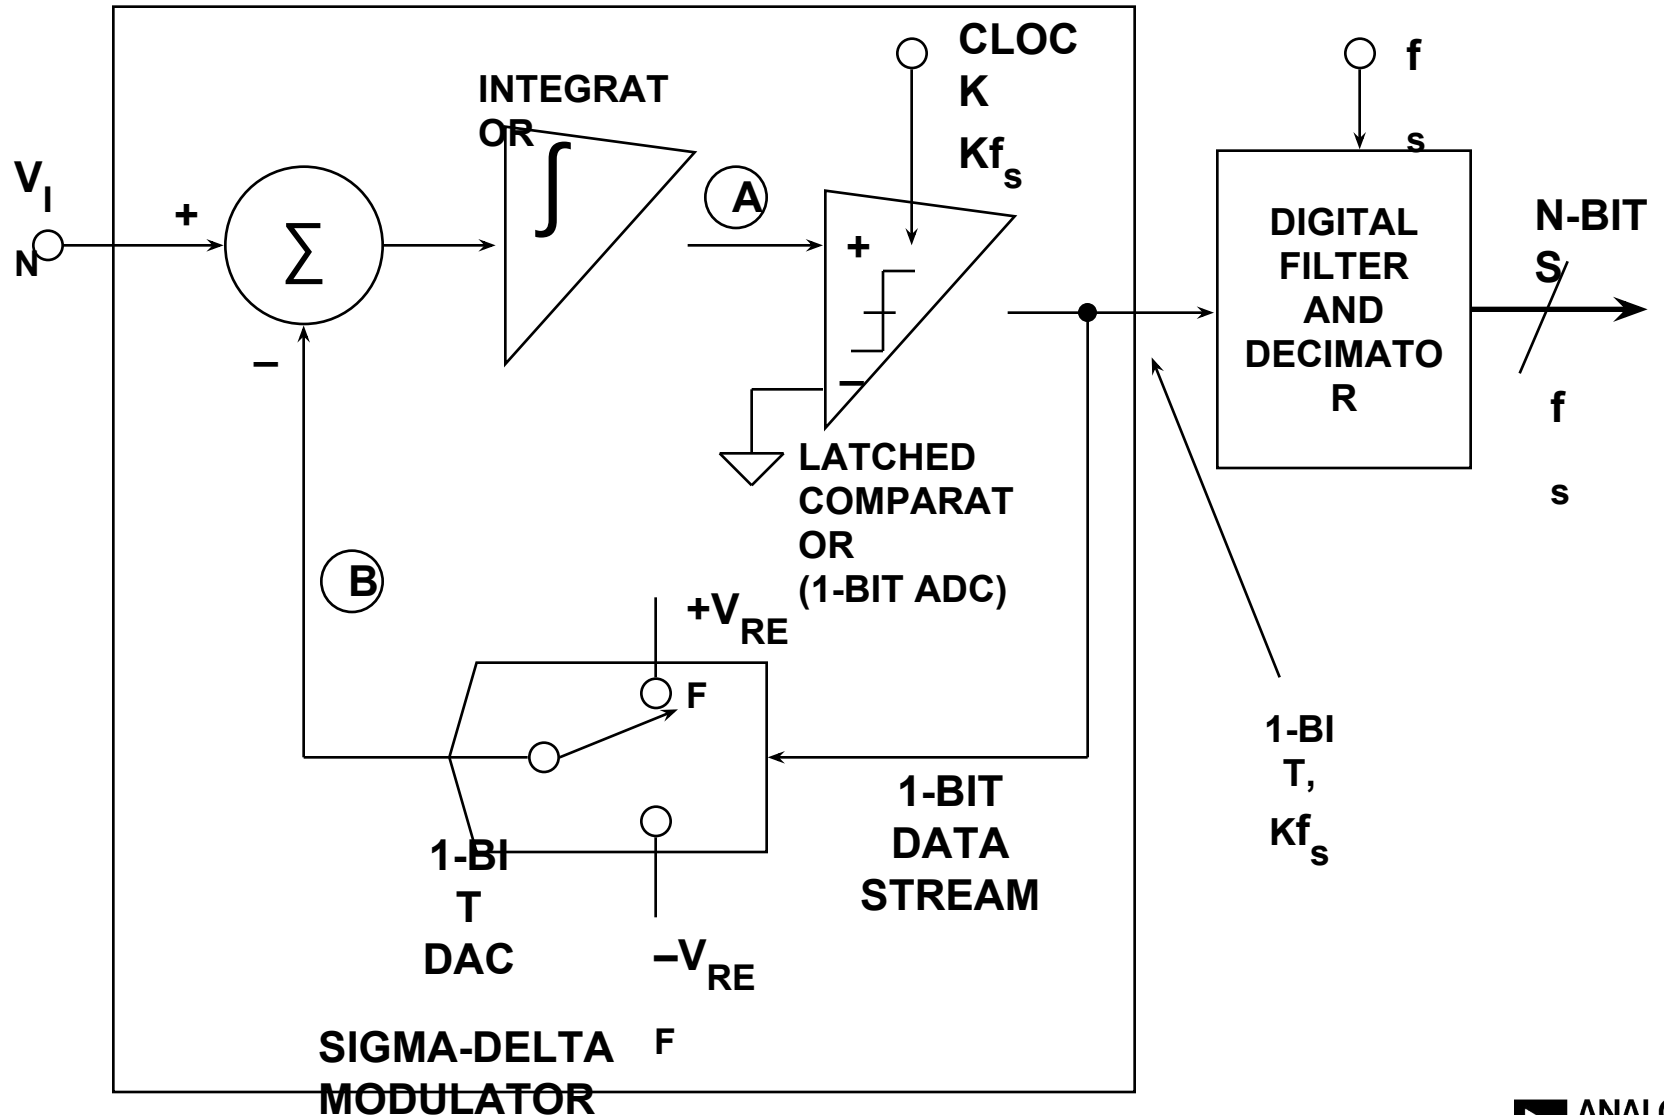 CLOC
K
Kf
s
f
s
INTEGRAT
OR
∫
V
I
N
+
∑
–
A
+
–
DIGITAL
FILTER
AND
DECIMATO
R
N-BIT
S
f
s
LATCHED
COMPARAT
OR
(1-BIT ADC)
B
+V
RE
F
1-BI
T,
Kf
s
1-BIT
DATA
STREAM
1-BI
T
DAC
–V
RE
F
SIGMA-DELTA
MODULATOR